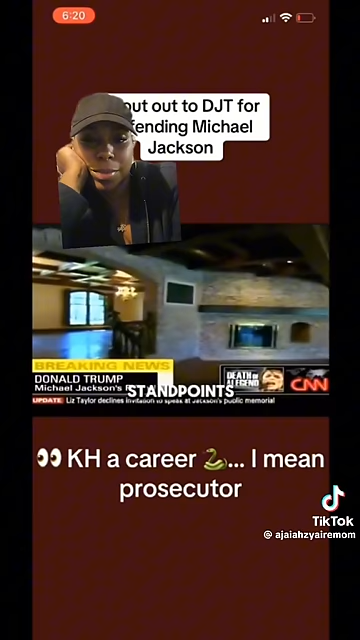 6:20
out out to DJT for
fending Michael
Jackson
BREAKING NEWS
DONALD TRUMP
Michael Jackson's
STANDPOINTS
DEATH OF A LEGEND
CNN
UPDATE Liz Taylor declines invitation to speak at Jackson's public memorial
👀 KH a career 🐍... I mean
prosecutor
TikTok
@ajaiahzyairemom